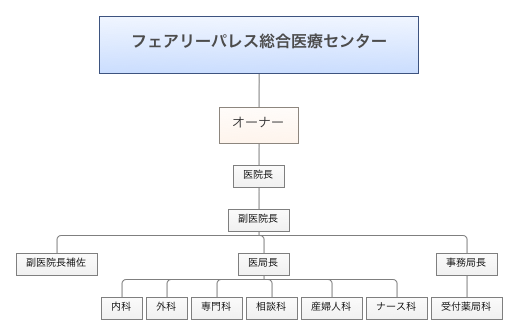 フェアリーパレス総合医療センター
オーナー
医院長
副医院長
副医院長補佐
医局長
事務局長
内科
外科
専門科
相談科
産婦人科
ナース科
受付薬局科